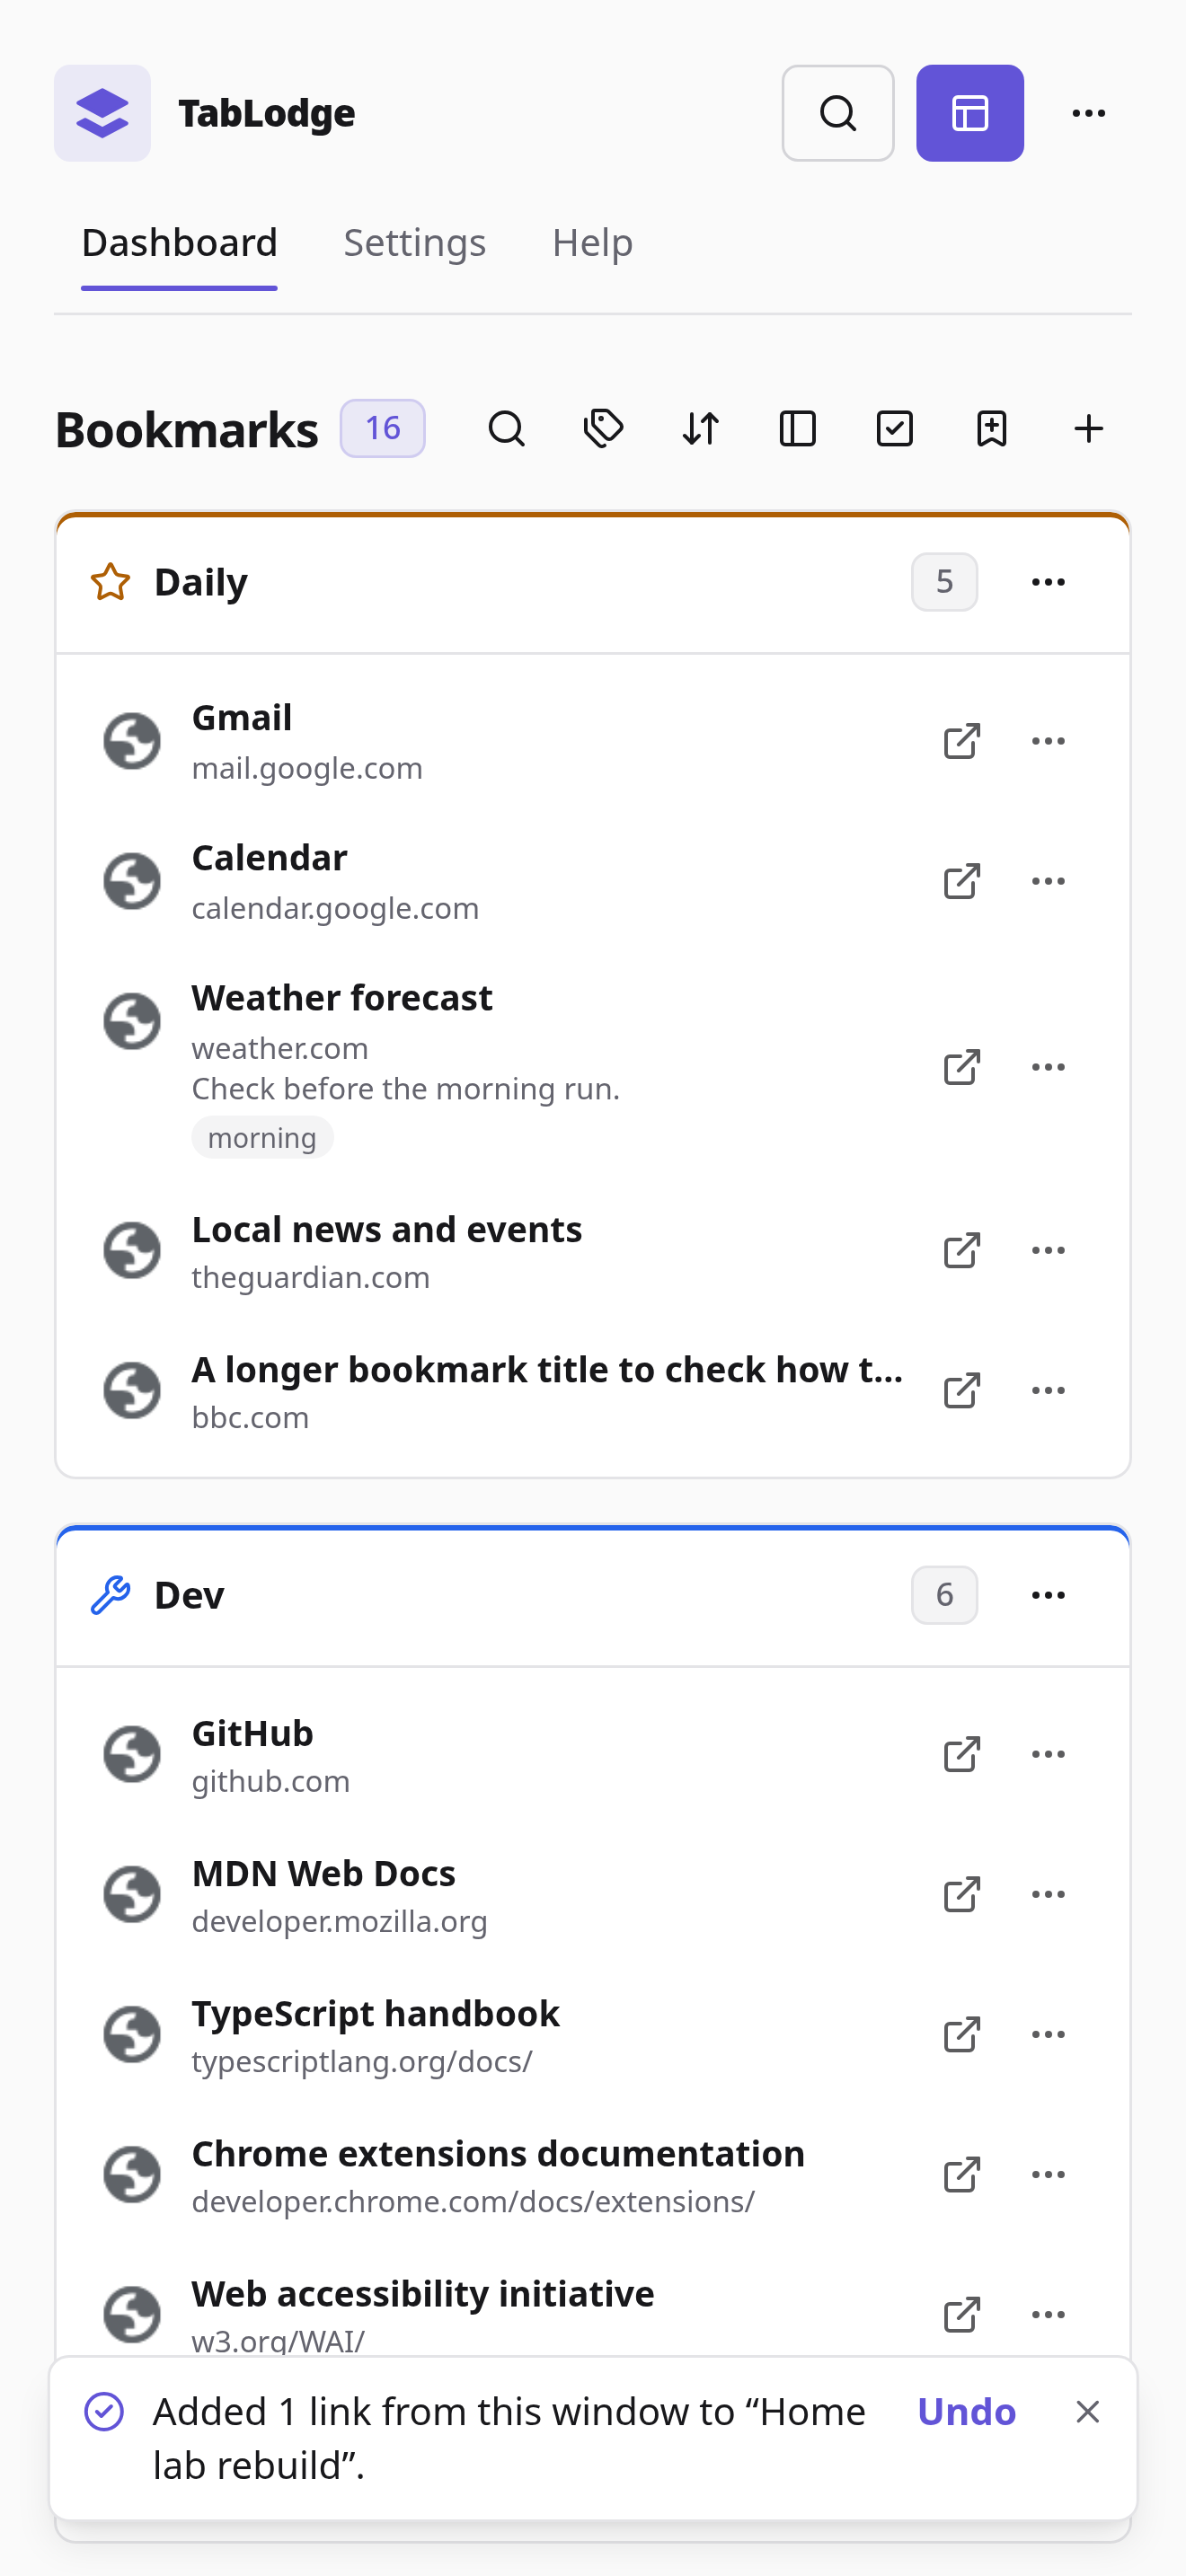 TabLodge
Dashboard Settings Help
Bookmarks 16
Daily 5
Gmail
mail.google.com
Calendar
calendar.google.com
Weather forecast
weather.com
Check before the morning run.
morning
Local news and events
theguardian.com
A longer bookmark title to check how t...
bbc.com
Dev 6
GitHub
github.com
MDN Web Docs
developer.mozilla.org
TypeScript handbook
typescriptlang.org/docs/
Chrome extensions documentation
developer.chrome.com/docs/extensions/
Web accessibility initiative
w3.org/WAI/
Added 1 link from this window to “Home Undo
lab rebuild”.